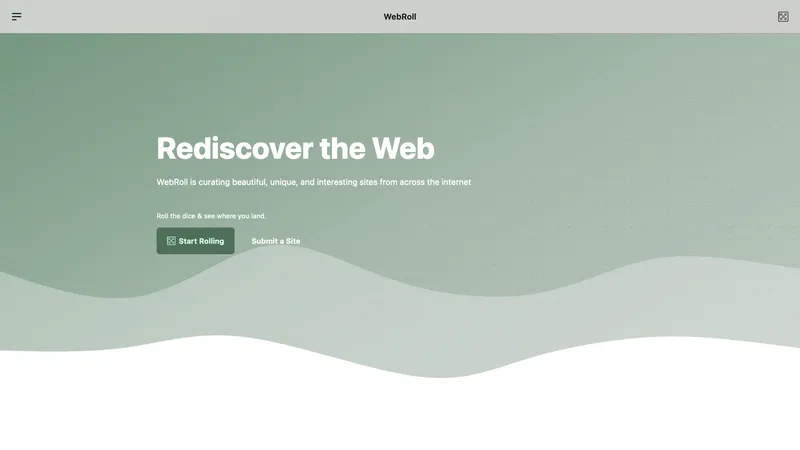 WebRoll
Rediscover the Web
WebRoll is curating beautiful, unique, and interesting sites from across the internet
Roll the dice & see where you land.
Start Rolling
Submit a Site